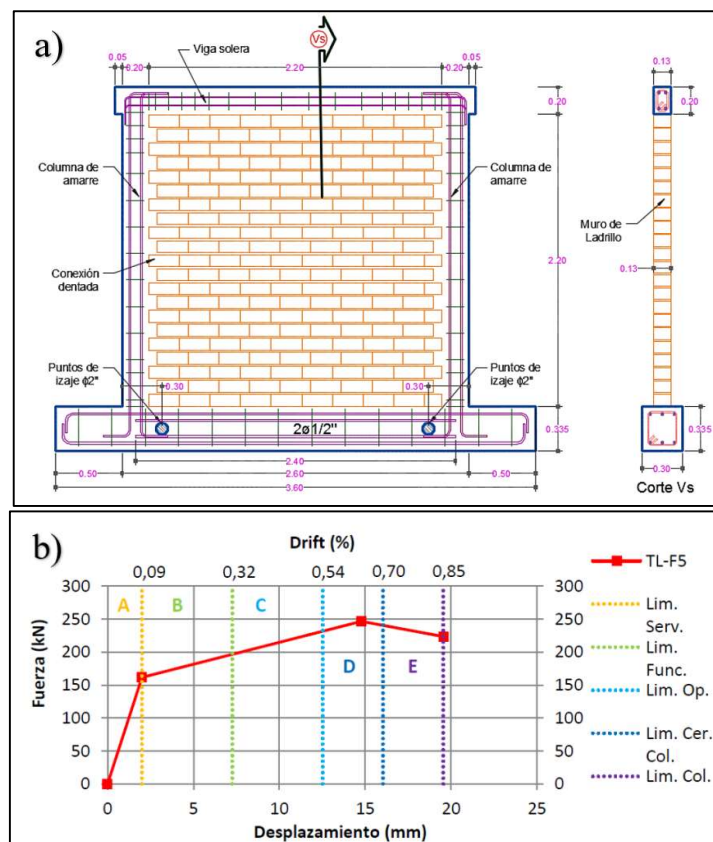 a)
Vs
0.05
0.20
Viga solera
2.20
0.20
0.05
0.13
0.20
0.20
Columna de
amarre
Columna de
amarre
Muro de
Ladrillo
Conexión
dentada
0.13
2.20
Puntos de
izaje ϕ2"
0.30
0.30
Puntos de
izaje ϕ2"
2ø1/2"
0.335
0.335
2.40
0.50
2.60
0.50
0.30
3.60
Corte Vs
b)
Drift (%)
0,09 0,32 0,54 0,70 0,85
300
250
200
150
100
50
0
Fuerza (kN)
A B C D E
300
250
200
150
100
50
0
0 5 10 15 20 25
Desplazamiento (mm)
TL-F5
Lim.
Serv.
Lim.
Func.
Lim. Op.
Lim. Cer.
Col.
Lim. Col.